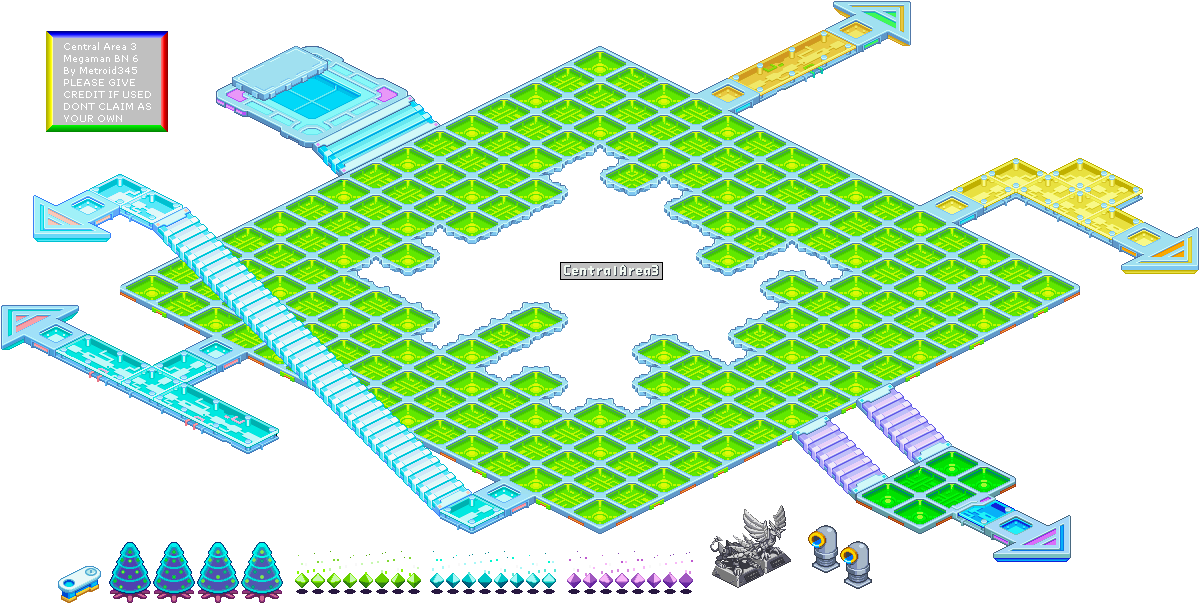 Central Area 3
Megaman BN 6
By Metroid345
PLEASE GIVE
CREDIT IF USED
DONT CLAIM AS
YOUR OWN
CentralArea3